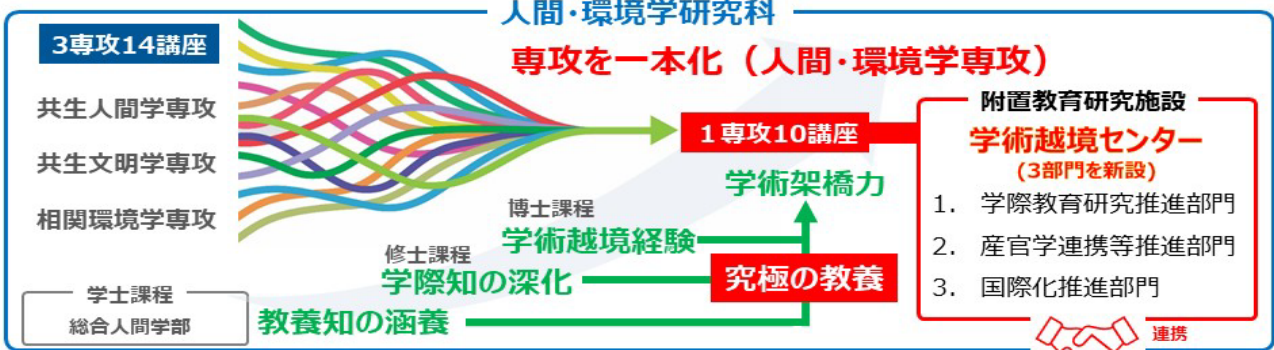 人間・環境学研究科
3専攻14講座
共生人間学専攻
共生文明学専攻
相関環境学専攻
専攻を一本化（人間・環境学専攻）
1専攻10講座
学術架橋力
博士課程
学術越境経験
修士課程
学際知の深化
究極の教養
学士課程
総合人間学部
教養知の涵養
附置教育研究施設
学術越境センター
(3部門を新設)
1. 学際教育研究推進部門
2. 産官学連携等推進部門
3. 国際化推進部門
連携